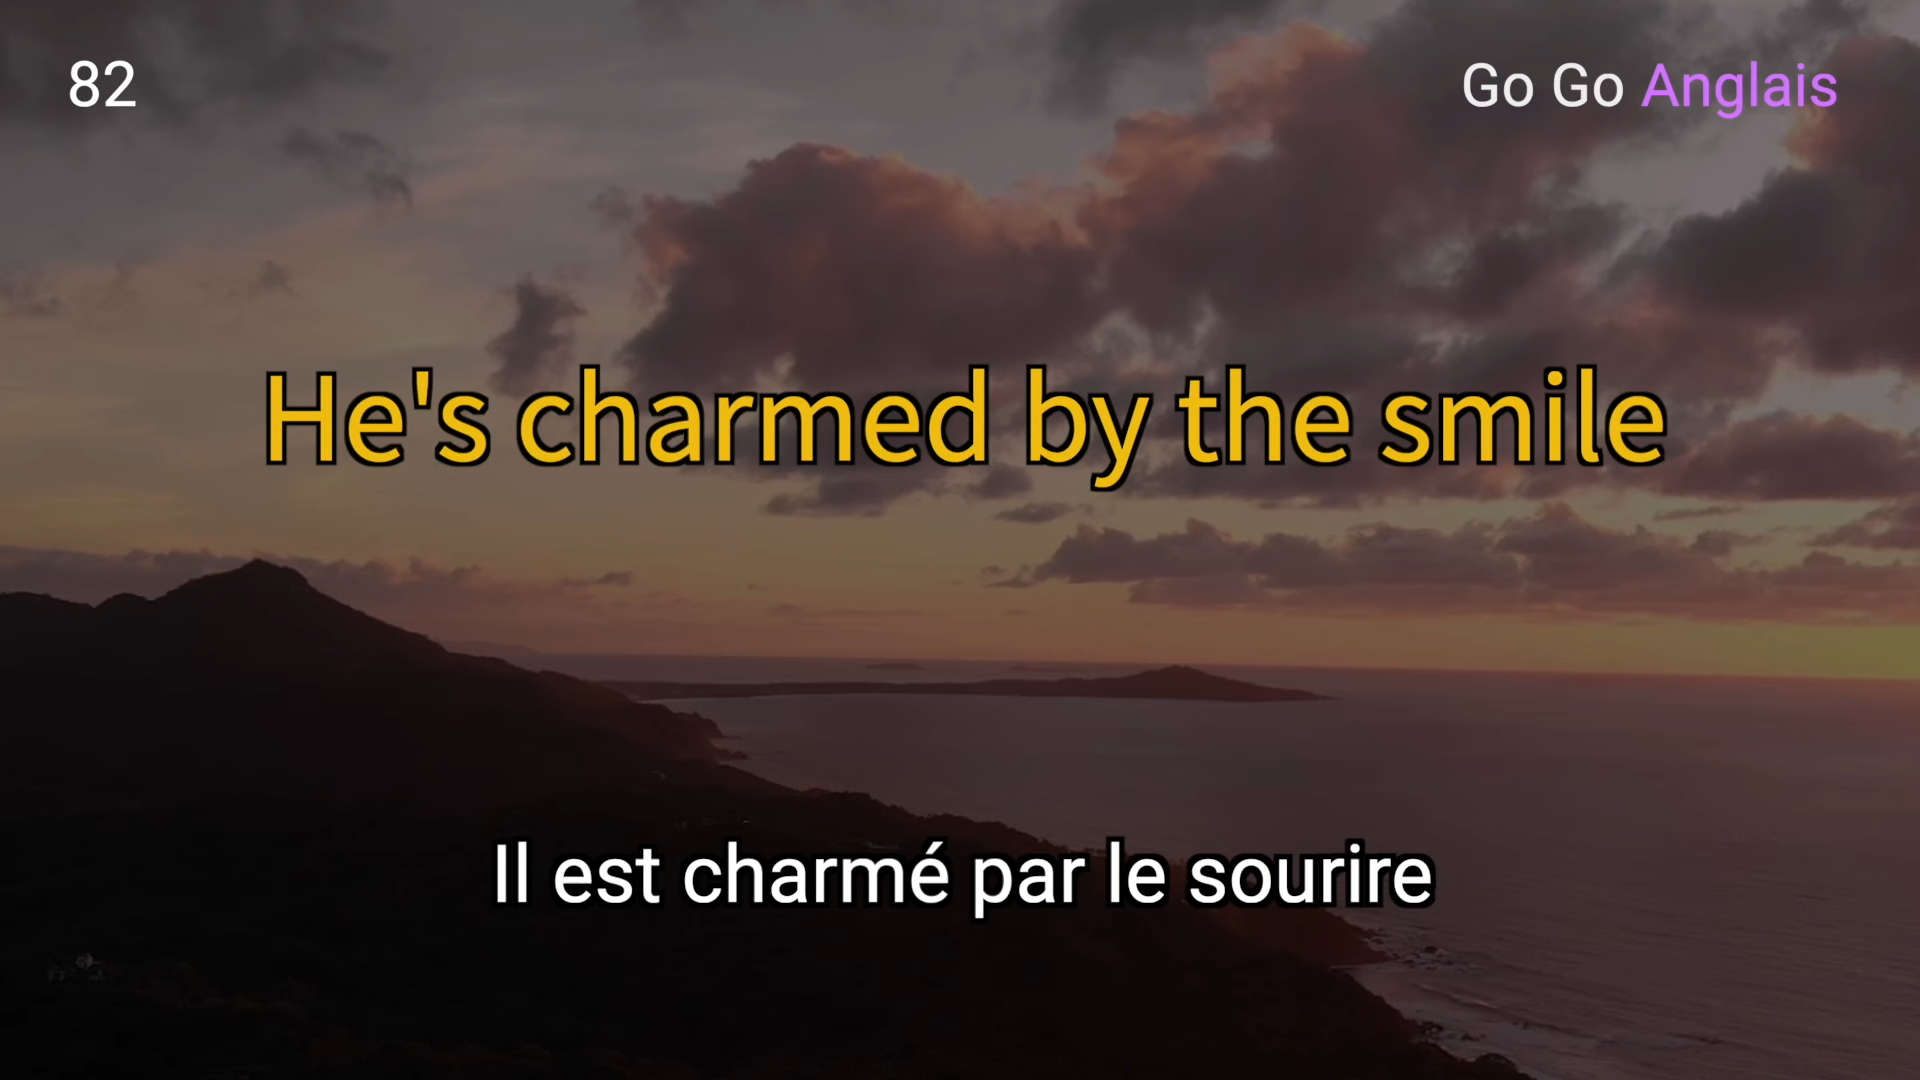 82
Go Go Anglais
He's charmed by the smile
Il est charmé par le sourire